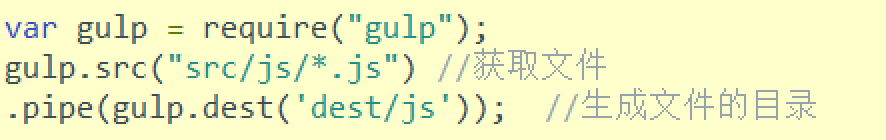 var gulp = require("gulp");
gulp.src("src/js/*.js") //获取文件
.pipe(gulp.dest('dest/js'));  //生成文件的目录